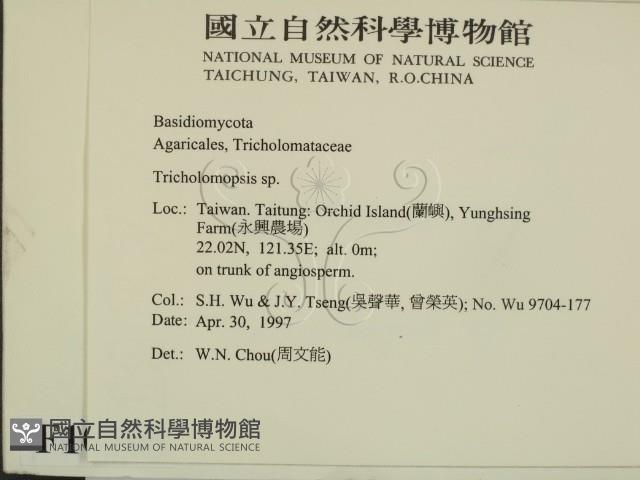 國立自然科學博物館
NATIONAL MUSEUM OF NATURAL SCIENCE
TAICHUNG, TAIWAN, R.O.CHINA
Basidiomycota
Agaricales, Tricholomataceae
Tricholomopsis sp.
Loc.: Taiwan. Taitung: Orchid Island(蘭嶼), Yunghsing
Farm(永興農場)
22.02N, 121.35E; alt. 0m;
on trunk of angiosperm.
Col.: S.H. Wu & J.Y. Tseng(吳聲華, 曾榮英); No. Wu 9704-177
Date: Apr. 30, 1997
Det.: W.N. Chou(周文能)
國立自然科學博物館
NATIONAL MUSEUM OF NATURAL SCIENCE